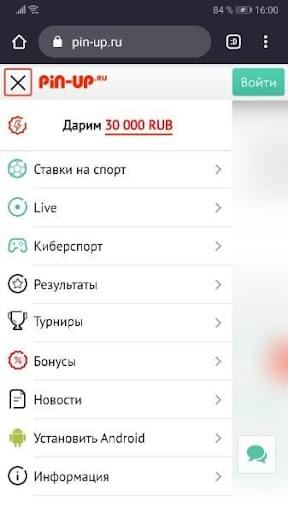 84 % 16:00
pin-up.ru
PiN-UP.RU
Войти
Дарим 30 000 RUB
Ставки на спорт
Live
Киберспорт
Результаты
Турниры
Бонусы
Новости
Установить Android
Информация